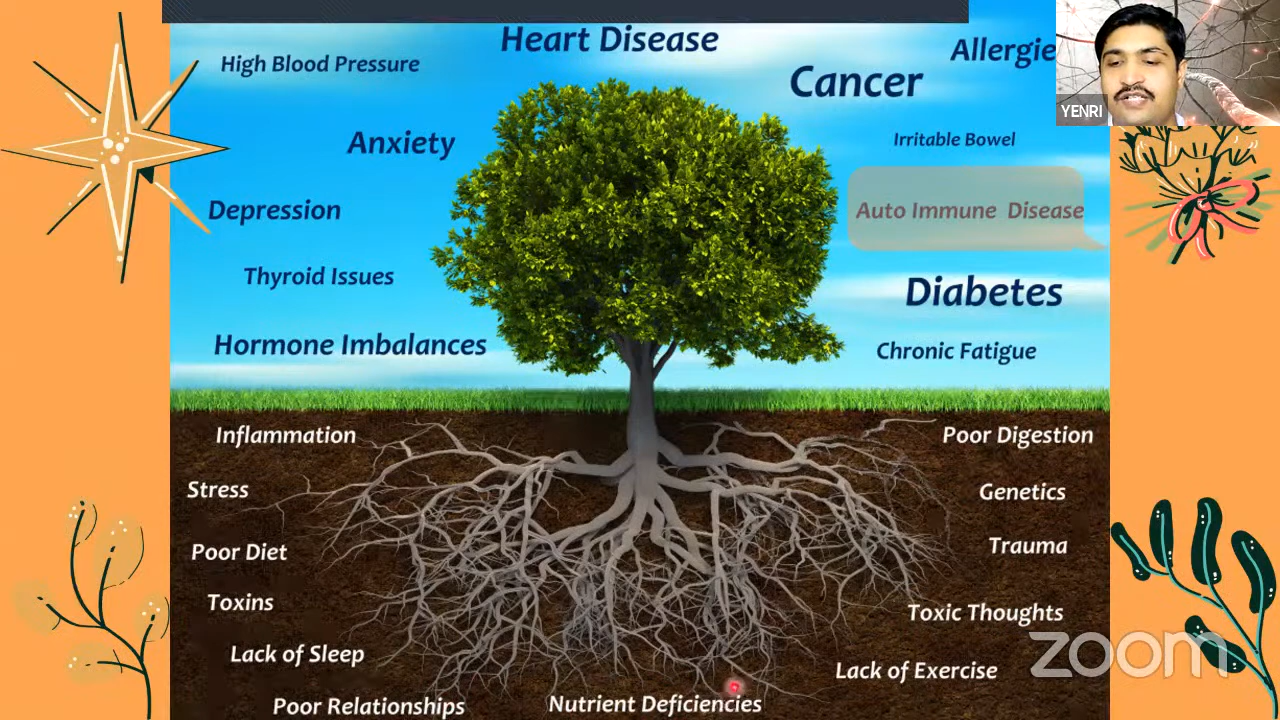 Heart Disease
High Blood Pressure
Allergie
Cancer
YENRI
Anxiety
Irritable Bowel
Depression
Auto Immune Disease
Thyroid Issues
Diabetes
Hormone Imbalances
Chronic Fatigue
Inflammation
Poor Digestion
Stress
Genetics
Poor Diet
Trauma
Toxins
Toxic Thoughts
Lack of Sleep
zoom
Lack of Exercise
Poor Relationships
Nutrient Deficiencies